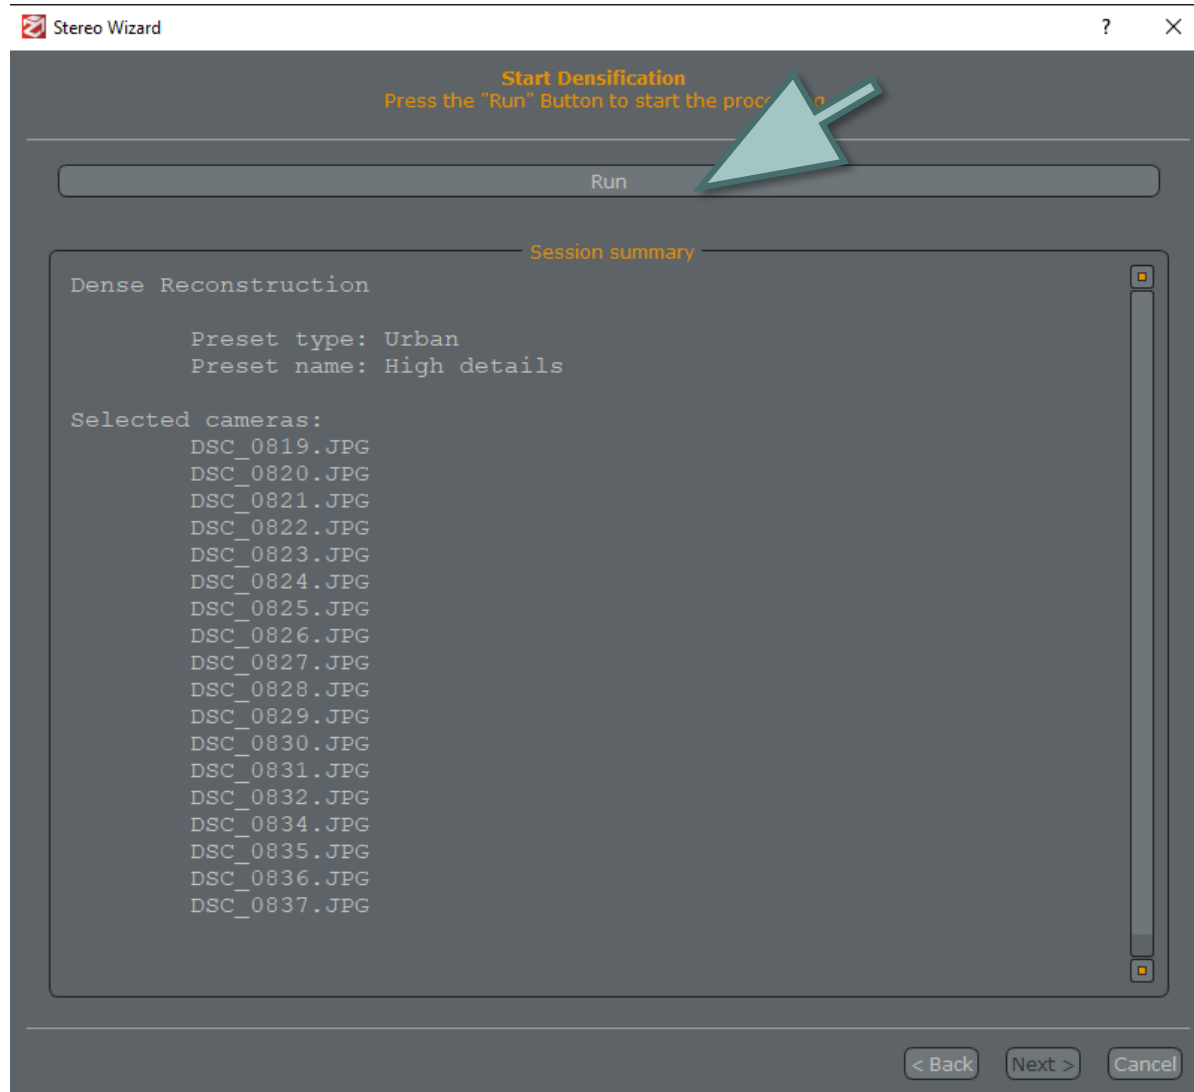 Stereo Wizard
?
Start Densification
Press the "Run" Button to start the
Run
Session summary
Dense Reconstruction
Preset type: Urban
Preset name: High details
Selected cameras:
DSC_0819.JPG
DSC_0820.JPG
DSC_0821.JPG
DSC_0822.JPG
DSC_0823.JPG
DSC_0824.JPG
DSC_0825.JPG
DSC_0826.JPG
DSC_0827.JPG
DSC_0828.JPG
DSC_0829.JPG
DSC_0830.JPG
DSC_0831.JPG
DSC_0832.JPG
DSC_0834.JPG
DSC_0835.JPG
DSC_0836.JPG
DSC_0837.JPG
< Back Next > Cancel